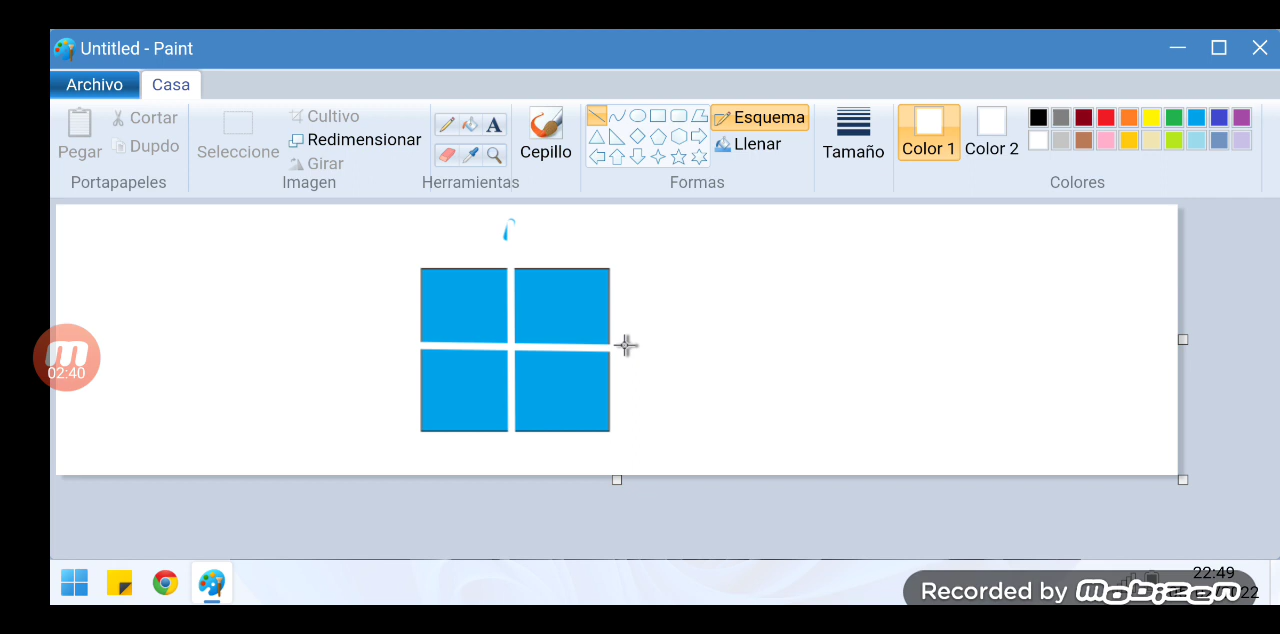 Untitled - Paint
Archivo Casa
Pegar Cortar Dupdo Seleccione Cultivo Redimensionar Girar A Cepillo Esquema Llenar Tamaño Color 1 Color 2
Portapapeles Imagen Herramientas Formas Colores
02:40
22:49
Recorded by mobizen
22